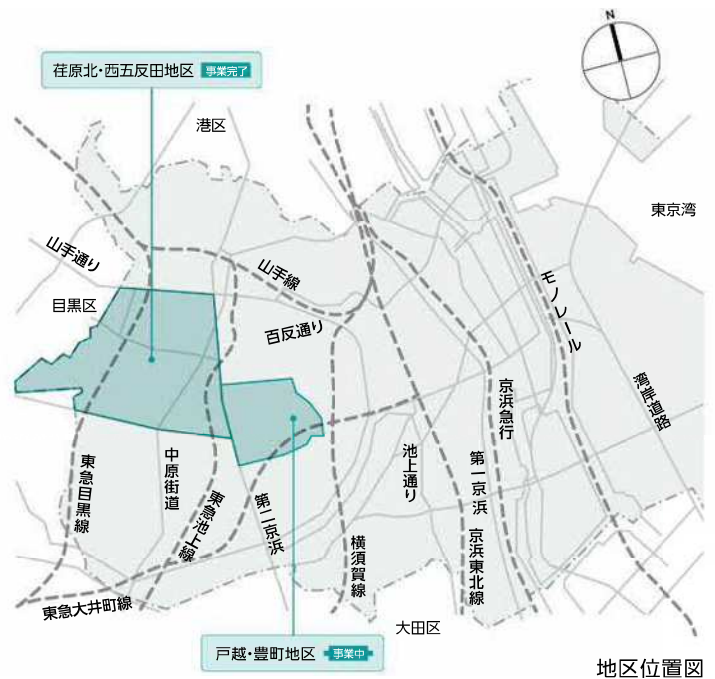 N
荏原北・西五反田地区 事業完了
港区
東京湾
山手通り
山手線
モノレール
目黒区
百反通り
湾岸道路
京浜急行
東急目黒線
中原街道
東急池上線
第二京浜
池上通り
第一京浜
横須賀線
京浜東北線
東急大井町線
大田区
戸越・豊町地区 事業中
地区位置図